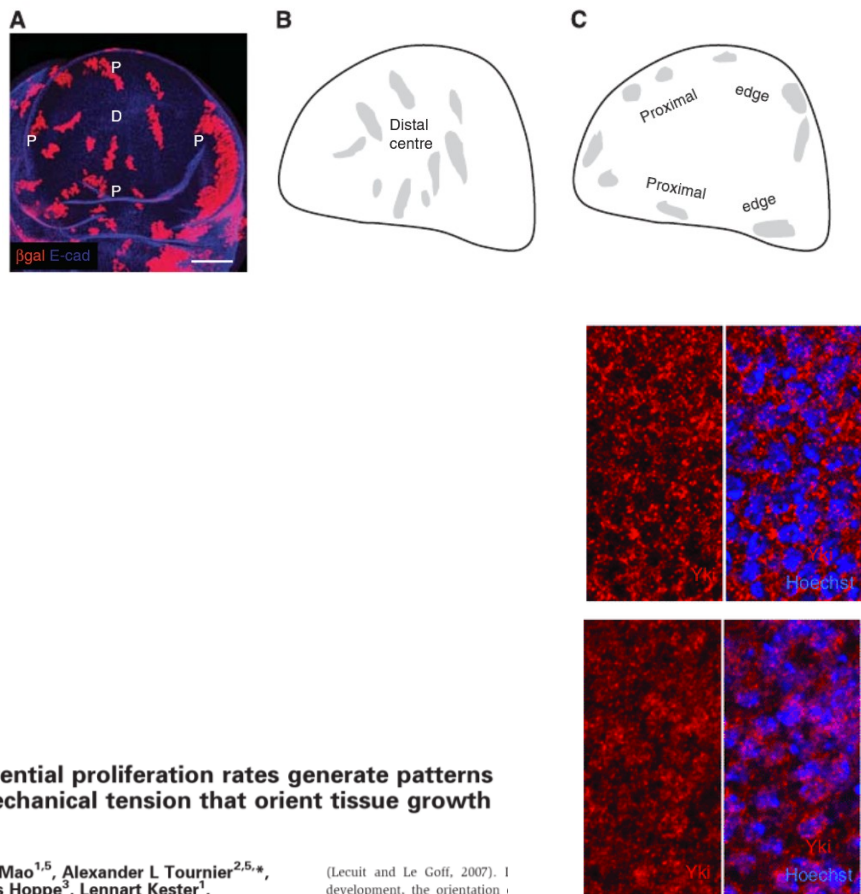 A
B
C
P
D
P
P
P
βgal E-cad
Distal
centre
Proximal
edge
Proximal
edge
Yki
Yki
Hoechst
Yki
Yki
Hoechst
ential proliferation rates generate patterns
echanical tension that orient tissue growth
Mao1,5, Alexander L Tournier2,5,*,
s Hoppe3, Lennart Kester1,
(Lecuit and Le Goff, 2007). I
development, the orientation